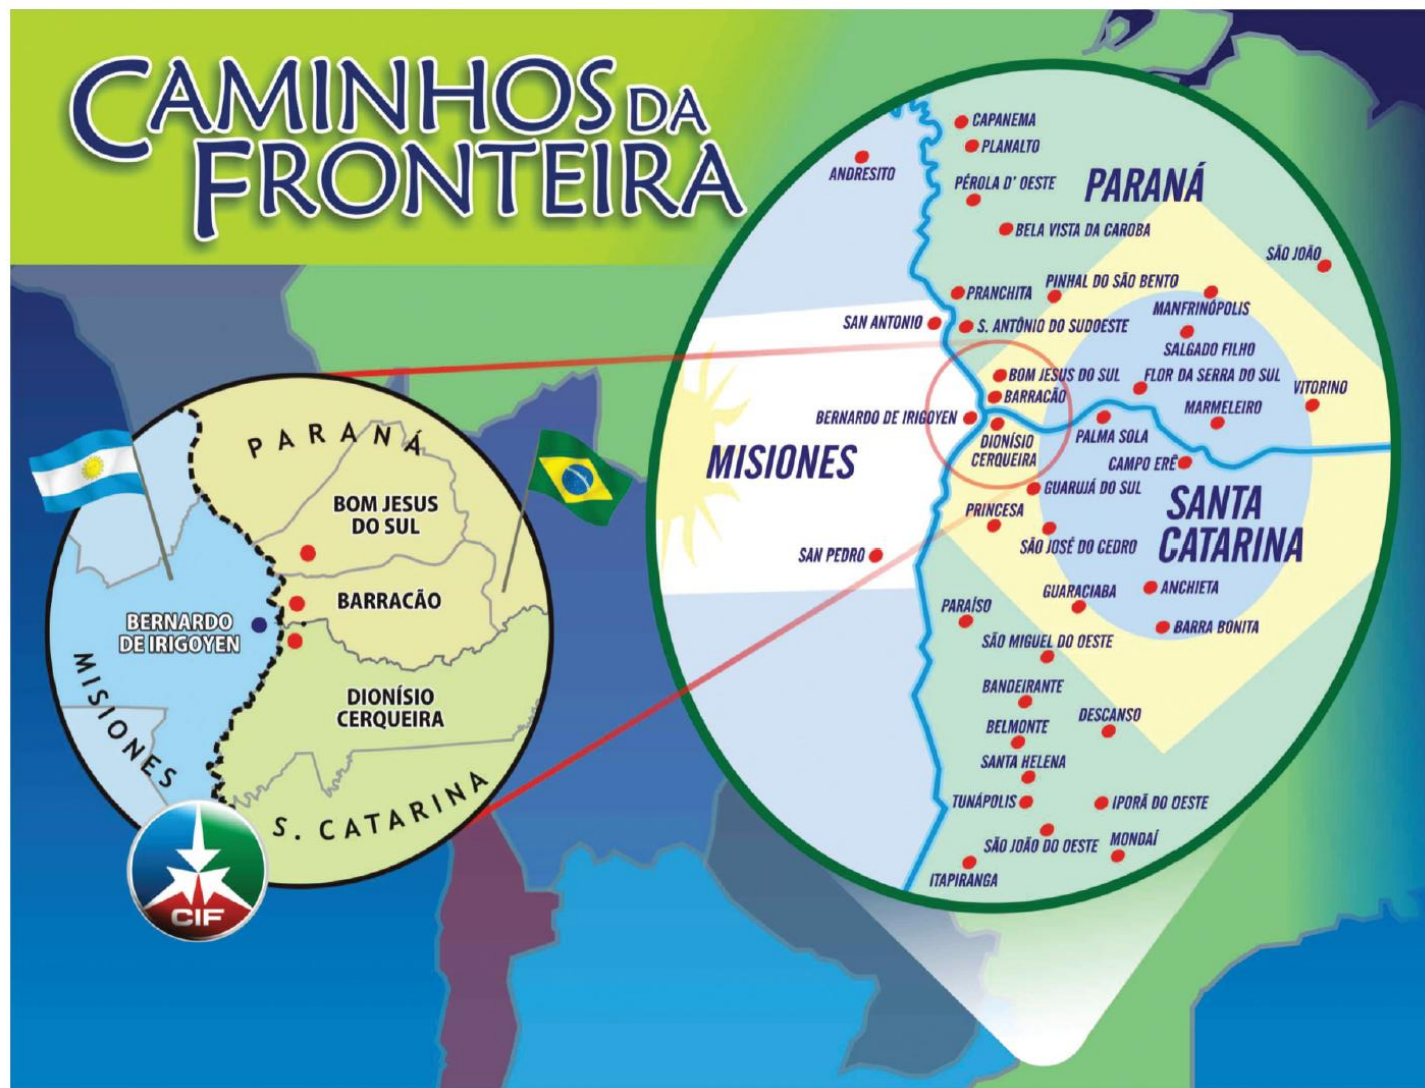 CAMINHOS DA
FRONTEIRA
CAPANEMA
PLANALTO
ANDRESITO
PÉROLA D' OESTE
PARANÁ
BELA VISTA DA CAROBA
SÃO JOÃO
PRANCHITA
PINHAL DO SÃO BENTO
MANFRINÓPOLIS
SAN ANTONIO
S. ANTÔNIO DO SUDOESTE
SALGADO FILHO
BOM JESUS DO SUL
FLOR DA SERRA DO SUL
VITORINO
BARRACÃO
MARMELEIRO
BERNARDO DE IRIGOYEN
DIONÍSIO
CERQUEIRA
PALMA SOLA
MISIONES
CAMPO ERÊ
GUARUJÁ DO SUL
SANTA
CATARINA
PRINCESA
SÃO JOSÉ DO CEDRO
SAN PEDRO
GUARACIABA
ANCHIETA
PARAÍSO
BARRA BONITA
SÃO MIGUEL DO OESTE
BANDEIRANTE
DESCANSO
BELMONTE
SANTA HELENA
TUNÁPOLIS
IPORÃ DO OESTE
SÃO JOÃO DO OESTE
MONDAÍ
ITAPIRANGA
PARANÁ
BOM JESUS
DO SUL
BARRACÃO
BERNARDO
DE IRIGOYEN
MISIONES
DIONÍSIO
CERQUEIRA
S. CATARINA
CIF